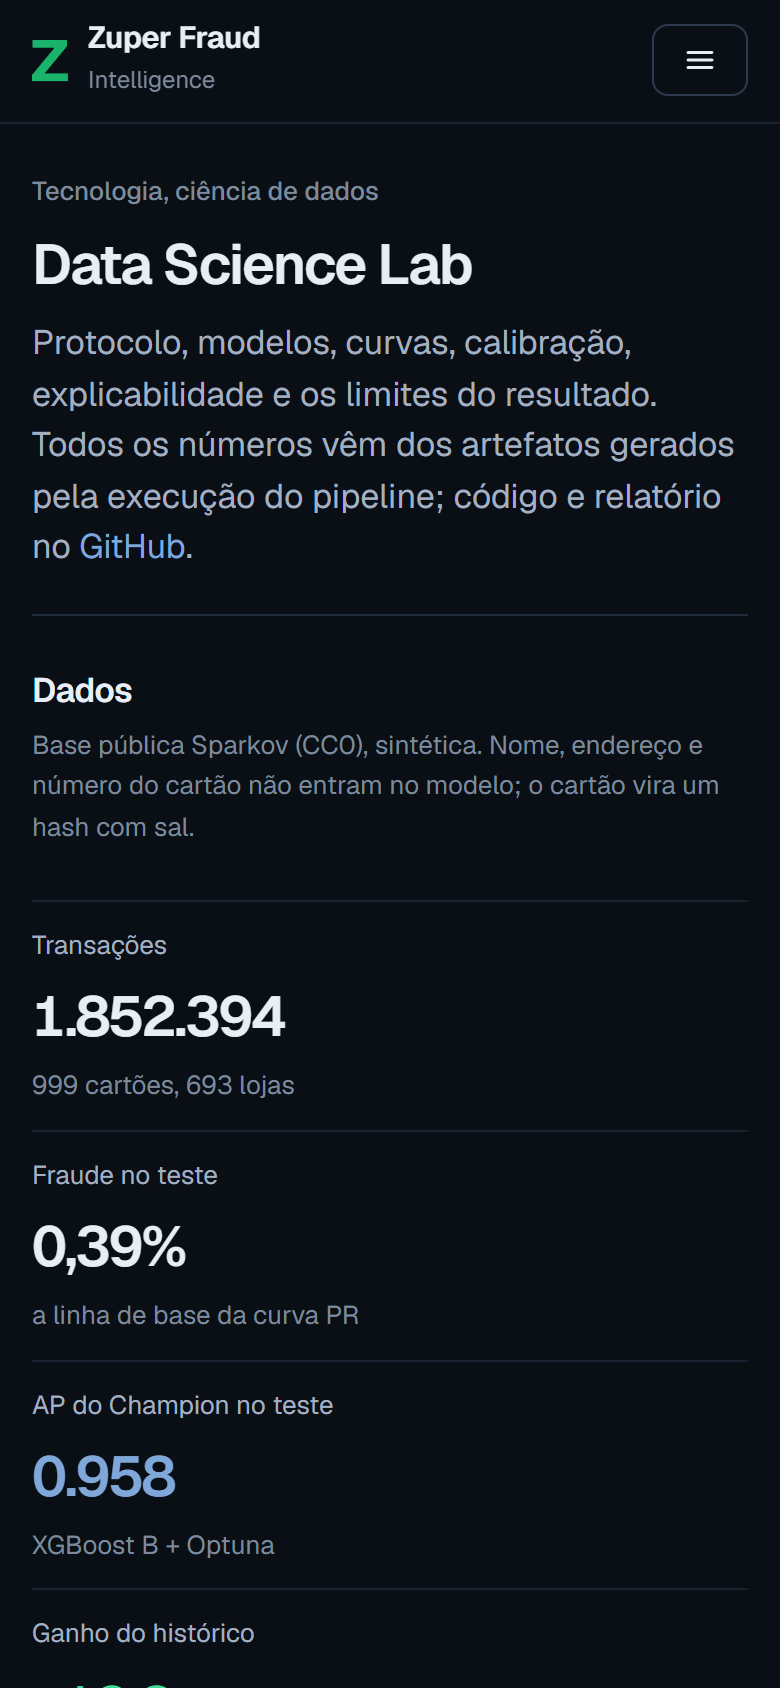 Z
Zuper Fraud
Intelligence
Tecnologia, ciência de dados
Data Science Lab
Protocolo, modelos, curvas, calibração,
explicabilidade e os limites do resultado.
Todos os números vêm dos artefatos gerados
pela execução do pipeline; código e relatório
no GitHub.
Dados
Base pública Sparkov (CC0), sintética. Nome, endereço e
número do cartão não entram no modelo; o cartão vira um
hash com sal.
Transações
1.852.394
999 cartões, 693 lojas
Fraude no teste
0,39%
a linha de base da curva PR
AP do Champion no teste
0.958
XGBoost B + Optuna
Ganho do histórico